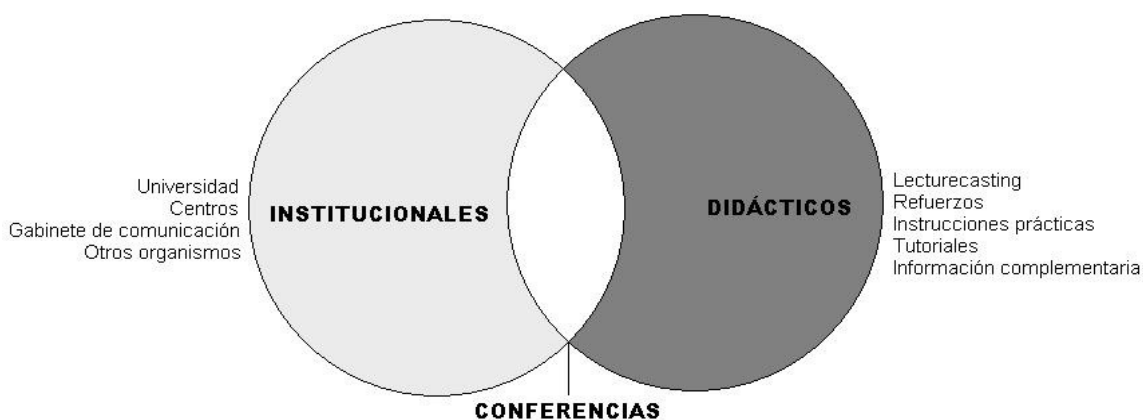 Universidad
Centros
Gabinete de comunicación
Otros organismos
INSTITUCIONALES
DIDÁCTICOS
Lecturecasting
Refuerzos
Instrucciones prácticas
Tutoriales
Información complementaria
CONFERENCIAS